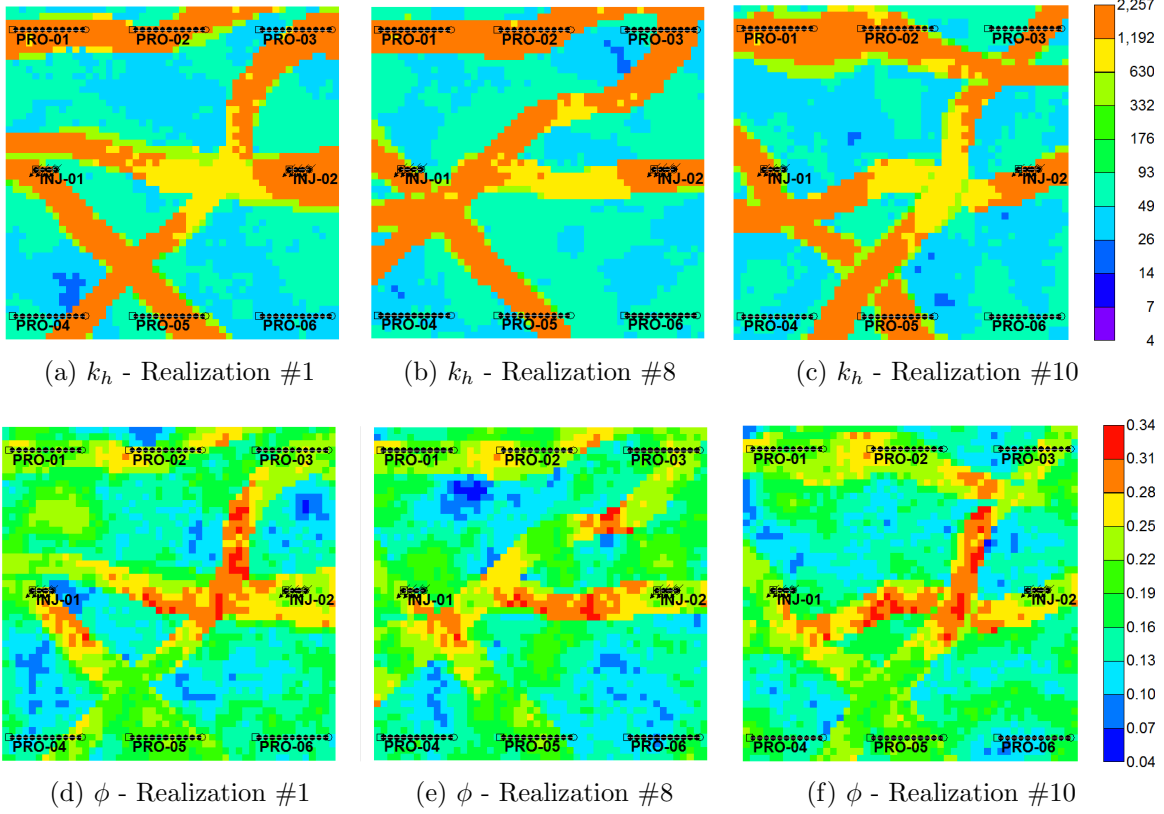 PRO-01 PRO-02 PRO-03
INJ-01 INJ-02
PRO-04 PRO-05 PRO-06
PRO-01 PRO-02 PRO-03
INJ-01 INJ-02
PRO-04 PRO-05 PRO-06
PRO-01 PRO-02 PRO-03
INJ-01 INJ-02
PRO-04 PRO-05 PRO-06
2,257
1,192
630
332
176
93
49
26
14
7
4
(a) k_h - Realization #1
(b) k_h - Realization #8
(c) k_h - Realization #10
PRO-01 PRO-02 PRO-03
INJ-01 INJ-02
PRO-04 PRO-05 PRO-06
PRO-01 PRO-02 PRO-03
INJ-01 INJ-02
PRO-04 PRO-05 PRO-06
PRO-01 PRO-02 PRO-03
INJ-01 INJ-02
PRO-04 PRO-05 PRO-06
0.34
0.31
0.28
0.25
0.22
0.19
0.16
0.13
0.10
0.07
0.04
(d) ϕ - Realization #1
(e) ϕ - Realization #8
(f) ϕ - Realization #10